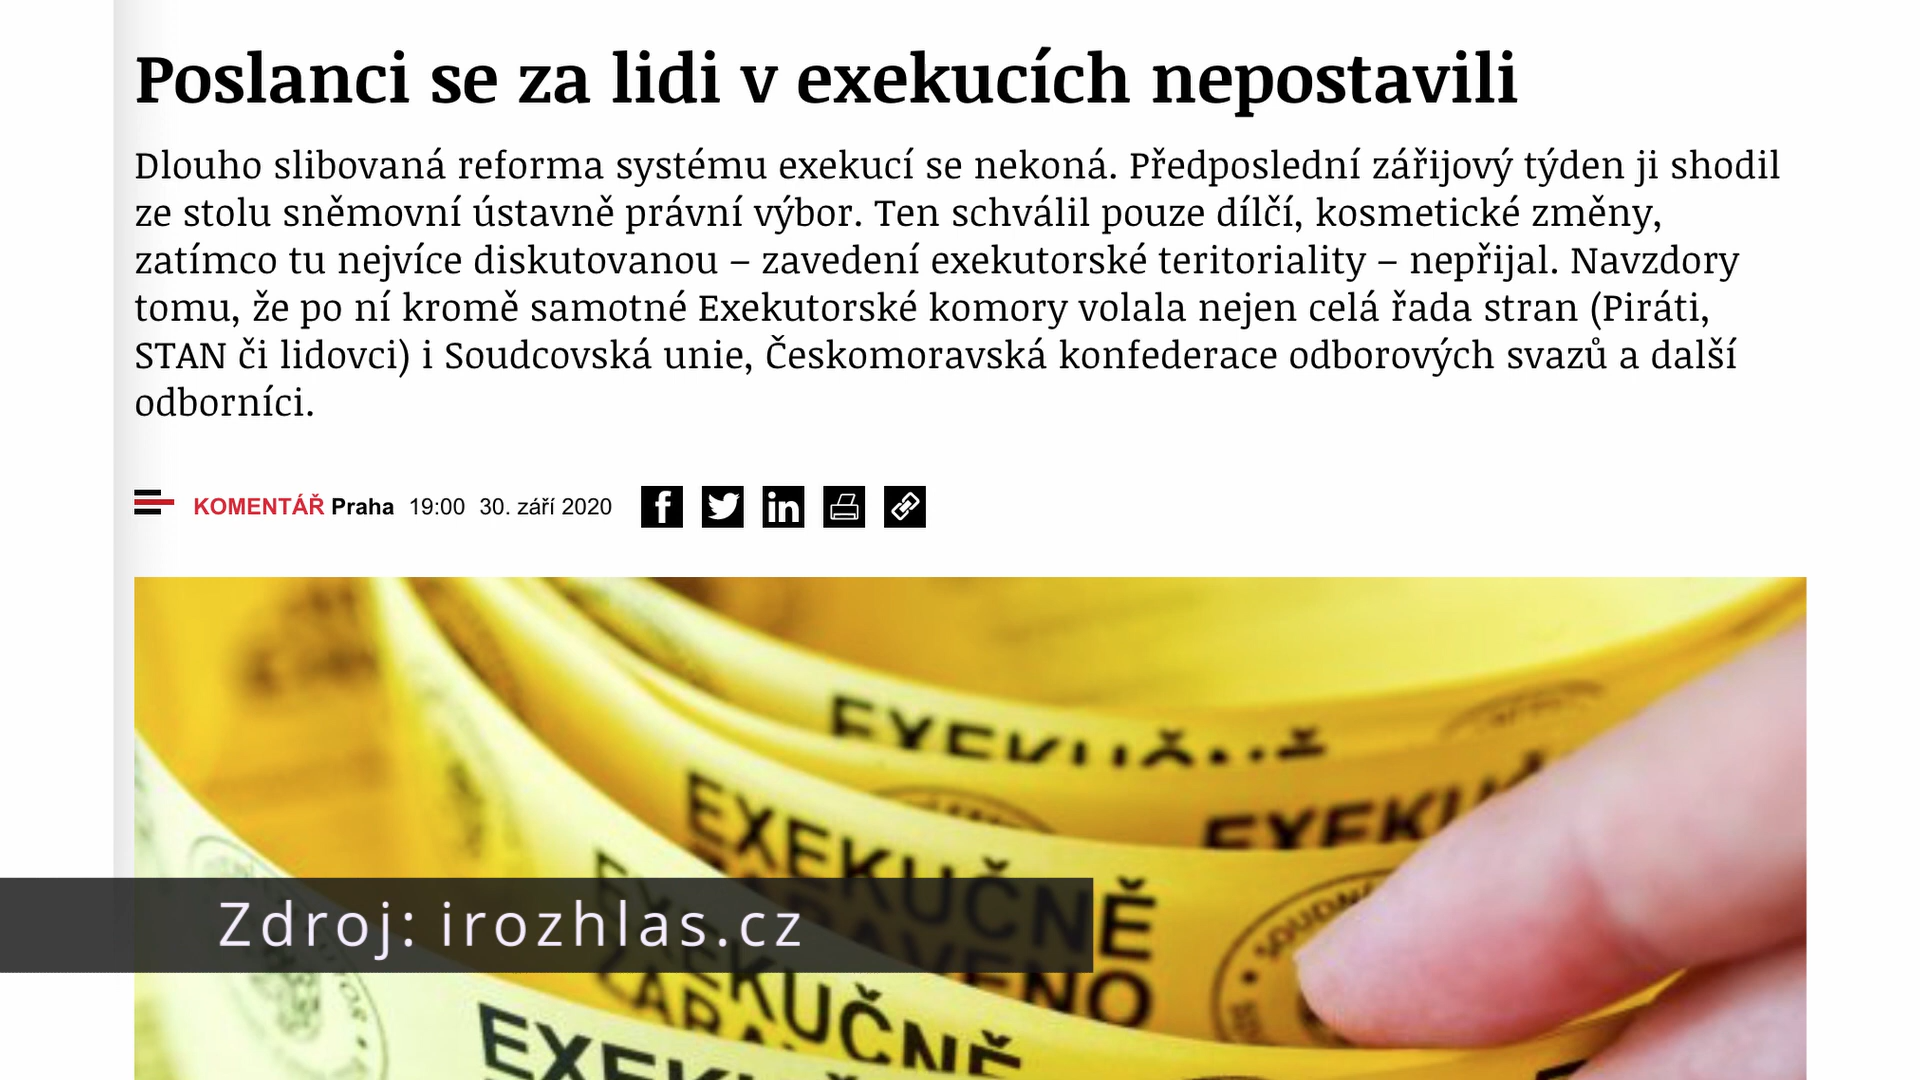 Poslanci se za lidi v exekucích nepostavili
Dlouho slibovaná reforma systému exekucí se nekoná. Předposlední zářijový týden ji shodil
ze stolu sněmovní ústavně právní výbor. Ten schválil pouze dílčí, kosmetické změny,
zatímco tu nejvíce diskutovanou – zavedení exekutorské teritoriality – nepřijal. Navzdory
tomu, že po ní kromě samotné Exekutorské komory volala nejen celá řada stran (Piráti,
STAN či lidovci) i Soudcovská unie, Českomoravská konfederace odborových svazů a další
odborníci.
KOMENTÁŘ Praha 19:00 30. září 2020
EXEKUČNĚ
EXEKUČNĚ
Zdroj: irozhlas.cz
EXEKUČNĚ